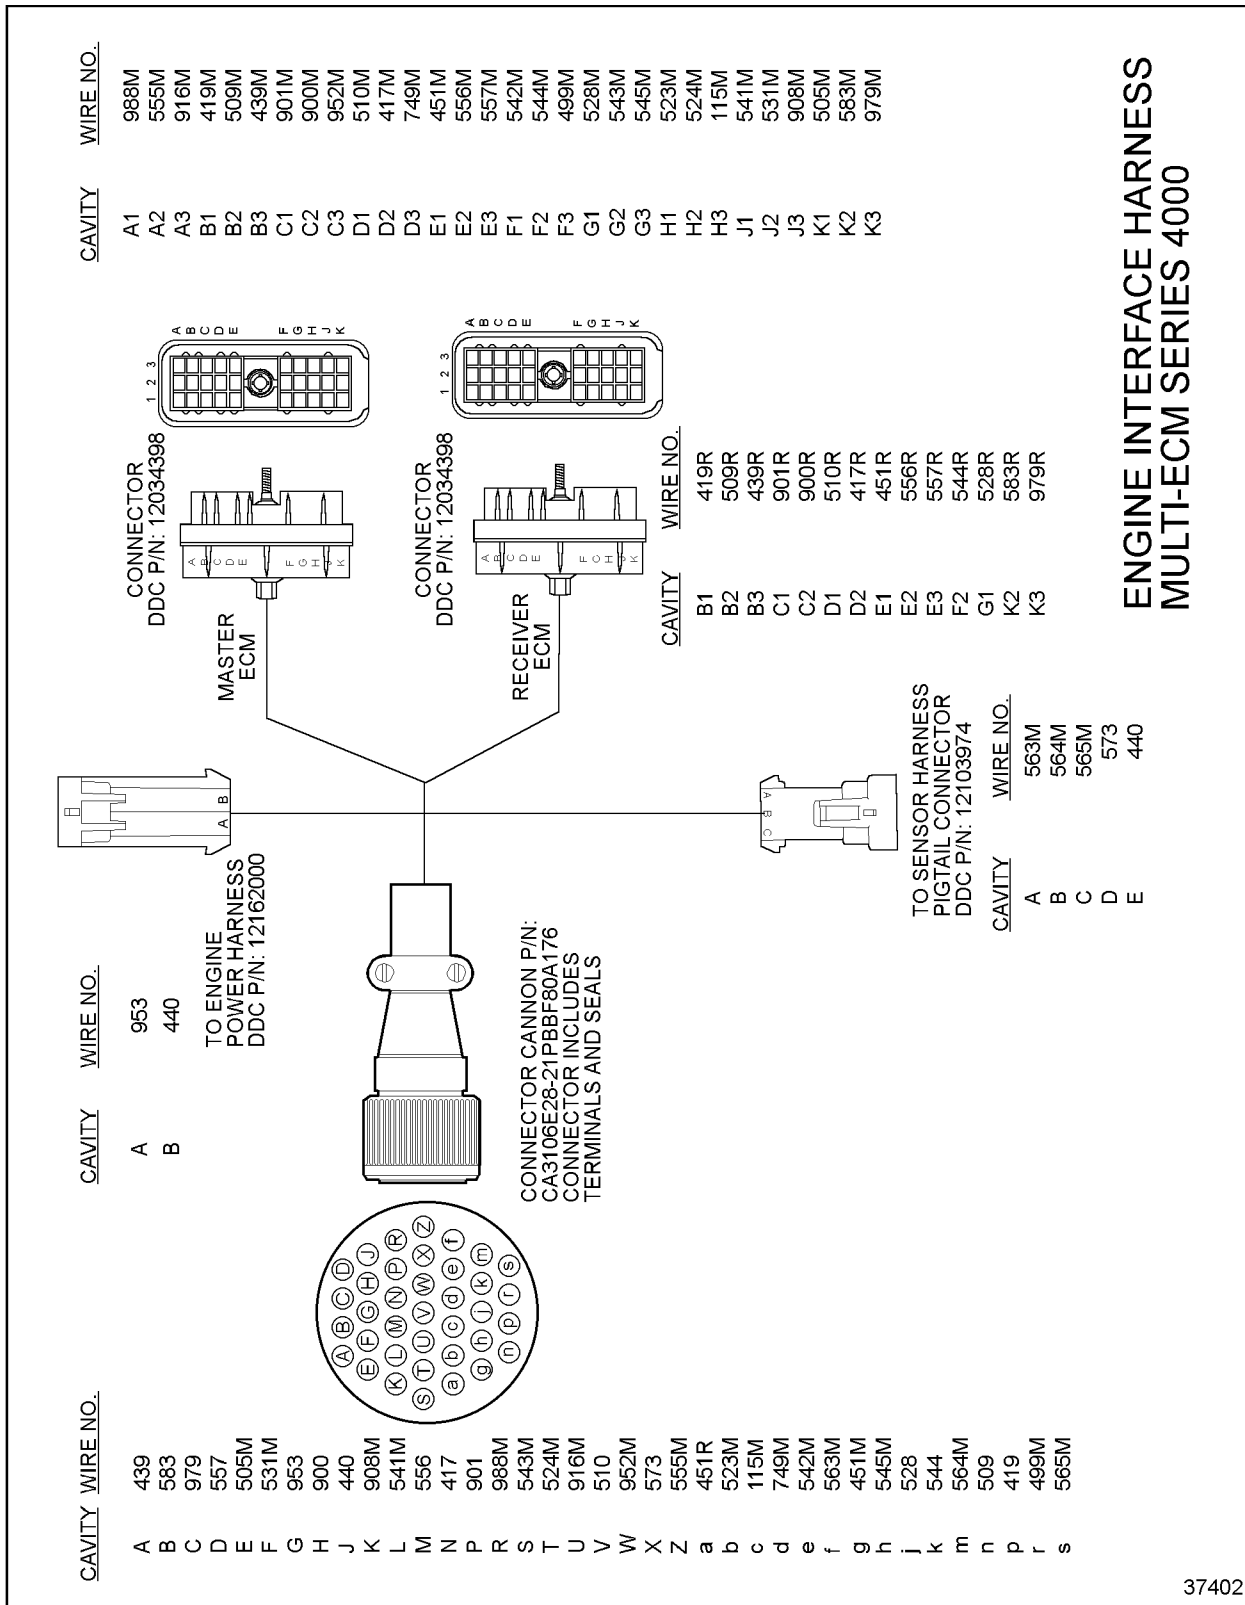 CAVITY WIRE NO.
A 439
B 583
C 979
D 557
E 505M
F 531M
G 953
H 900
J 440
K 908M
L 541M
M 556
N 417
P 901
R 988M
S 543M
T 524M
U 916M
V 510
W 952M
X 573
Z 555M
a 451R
b 523M
c 115M
d 749M
e 542M
f 563M
g 451M
h 545M
j 528
k 544
m 564M
n 509
p 419
r 499M
s 565M
A B C D
E F G H J
K L M N P R
S T U V W X Z
a b c d e f
g h j k m
n p r s
CONNECTOR CANNON P/N:
CA3106E28-21PBBF80A176
CONNECTOR INCLUDES
TERMINALS AND SEALS
CAVITY WIRE NO.
A 953
B 440
TO ENGINE
POWER HARNESS
DDC P/N: 12162000
A B
C B A
TO SENSOR HARNESS
PIGTAIL CONNECTOR
DDC P/N: 12103974
CAVITY WIRE NO.
A 563M
B 564M
C 565M
D 573
E 440
MASTER
ECM
CONNECTOR
DDC P/N: 12034398
A
B
C
D
E
F
G
H
J
K
1 2 3
A
B
C
D
E
F
G
H
J
K
RECEIVER
ECM
CONNECTOR
DDC P/N: 12034398
A
B
C
D
E
F
G
H
J
K
1 2 3
A
B
C
D
E
F
G
H
J
K
CAVITY WIRE NO.
B1 419R
B2 509R
B3 439R
C1 901R
C2 900R
D1 510R
D2 417R
E1 451R
E2 556R
E3 557R
F2 544R
G1 528R
K2 583R
K3 979R
CAVITY WIRE NO.
A1 988M
A2 555M
A3 916M
B1 419M
B2 509M
B3 439M
C1 901M
C2 900M
C3 952M
D1 510M
D2 417M
D3 749M
E1 451M
E2 556M
E3 557M
F1 542M
F2 544M
F3 499M
G1 528M
G2 543M
G3 545M
H1 523M
H2 524M
H3 115M
J1 541M
J2 531M
J3 908M
K1 505M
K2 583M
K3 979M
ENGINE INTERFACE HARNESS
MULTI-ECM SERIES 4000
37402